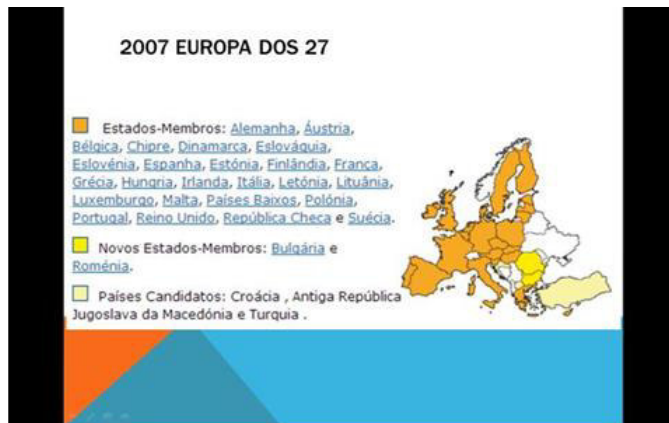 2007 EUROPA DOS 27
Estados-Membros: Alemanha, Áustria,
Bélgica, Chipre, Dinamarca, Eslováquia,
Eslovénia, Espanha, Estónia, Finlândia, França,
Grécia, Hungria, Irlanda, Itália, Letónia, Lituânia,
Luxemburgo, Malta, Países Baixos, Polónia,
Portugal, Reino Unido, República Checa e Suécia.
Novos Estados-Membros: Bulgária e
Roménia.
Países Candidatos: Croácia , Antiga República
Jugoslava da Macedónia e Turquia .